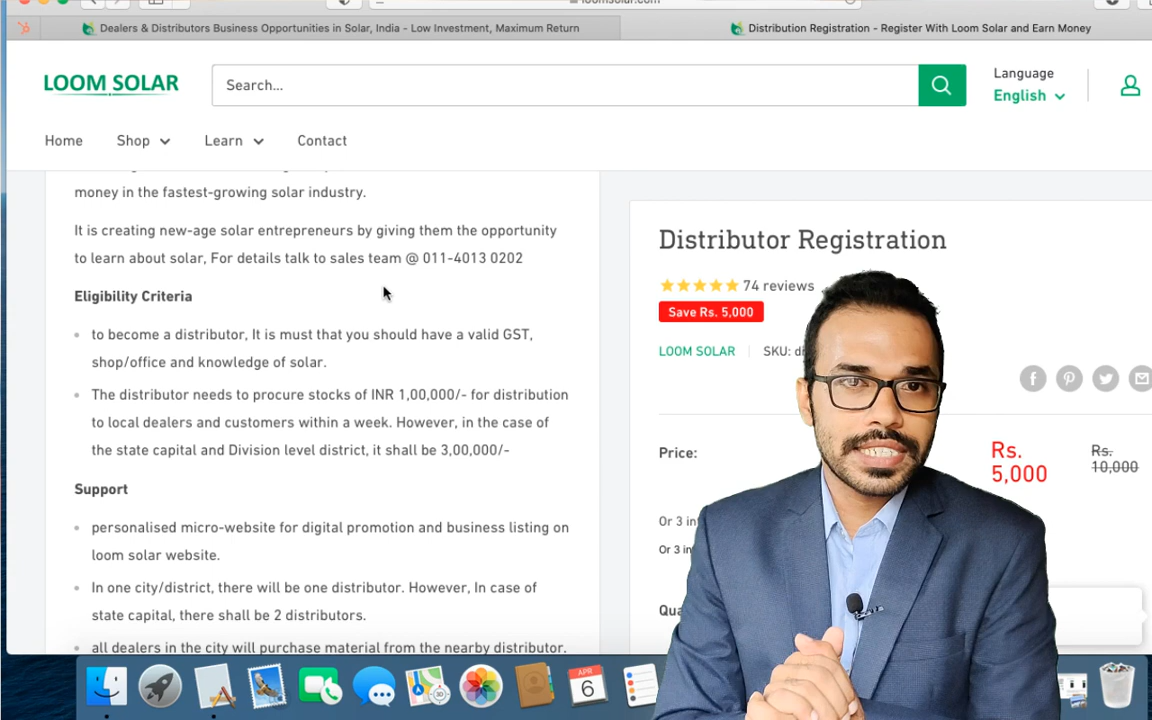 loomsolar.com
Dealers & Distributors Business Opportunities in Solar, India - Low Investment, Maximum Return
Distribution Registration - Register With Loom Solar and Earn Money
LOOM SOLAR
Search...
Language
English
Home
Shop
Learn
Contact
money in the fastest-growing solar industry.
It is creating new-age solar entrepreneurs by giving them the opportunity
to learn about solar, For details talk to sales team @ 011-4013 0202
Eligibility Criteria
to become a distributor, It is must that you should have a valid GST,
shop/office and knowledge of solar.
The distributor needs to procure stocks of INR 1,00,000/- for distribution
to local dealers and customers within a week. However, in the case of
the state capital and Division level district, it shall be 3,00,000/-
Support
personalised micro-website for digital promotion and business listing on
loom solar website.
In one city/district, there will be one distributor. However, In case of
state capital, there shall be 2 distributors.
all dealers in the city will purchase material from the nearby distributor.
Distributor Registration
74 reviews
Save Rs. 5,000
LOOM SOLAR
SKU:
Price:
Rs.
5,000
Rs.
10,000
Or 3
Or 3
APR
6